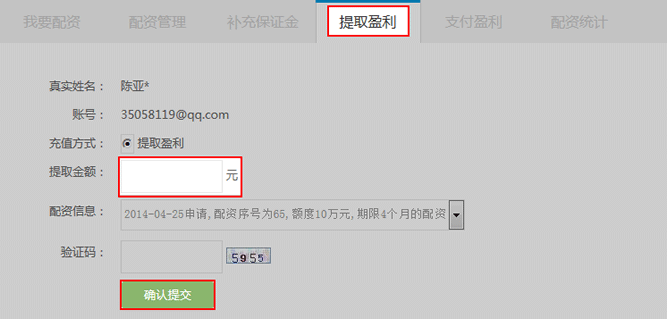 我要配资 配资管理 补充保证金 提取盈利 支付盈利 配资统计
真实姓名： 陈亚*
账号： 35058119@qq.com
充值方式： 提取盈利
提取金额： 元
配资信息： 2014-04-25申请,配资序号为65,额度10万元,期限4个月的配资
验证码： 5955
确认提交